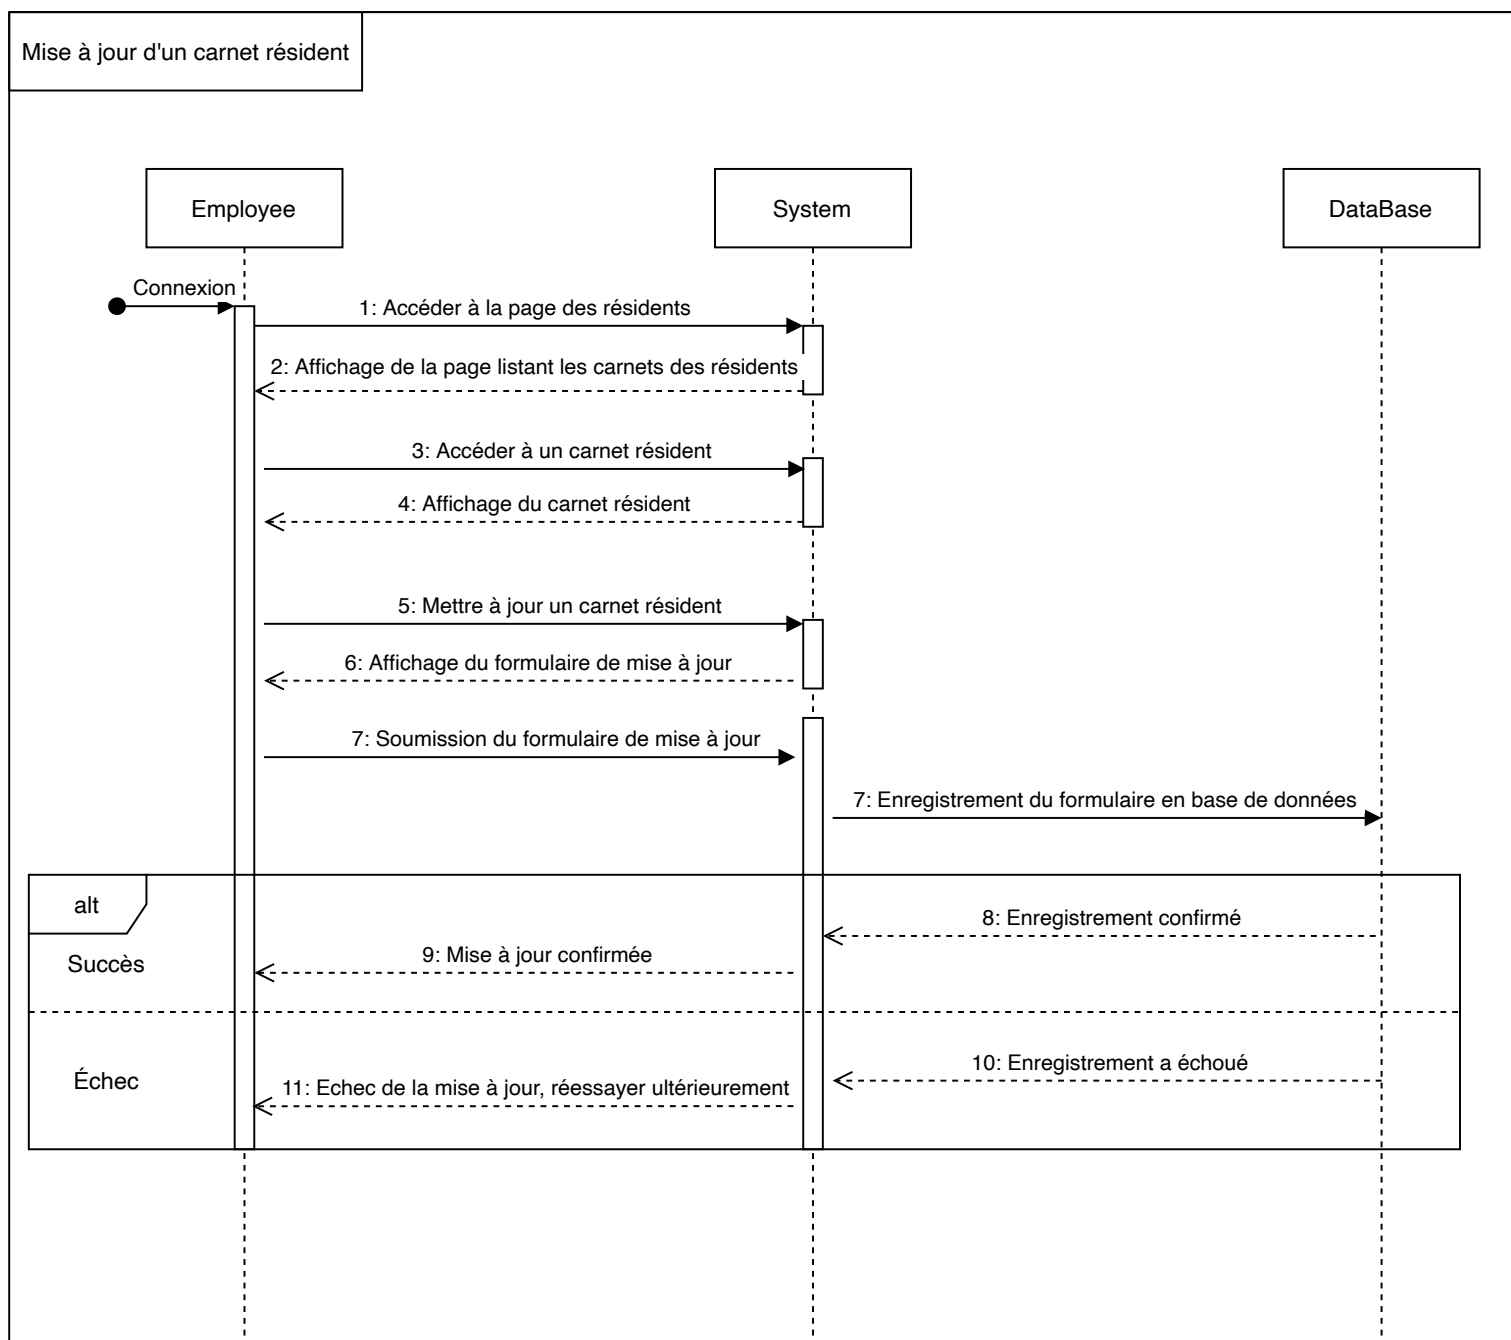 Mise à jour d'un carnet résident
Employee
System
DataBase
Connexion
1: Accéder à la page des résidents
2: Affichage de la page listant les carnets des résidents
3: Accéder à un carnet résident
4: Affichage du carnet résident
5: Mettre à jour un carnet résident
6: Affichage du formulaire de mise à jour
7: Soumission du formulaire de mise à jour
7: Enregistrement du formulaire en base de données
alt
8: Enregistrement confirmé
Succès
9: Mise à jour confirmée
10: Enregistrement a échoué
Échec
11: Echec de la mise à jour, réessayer ultérieurement